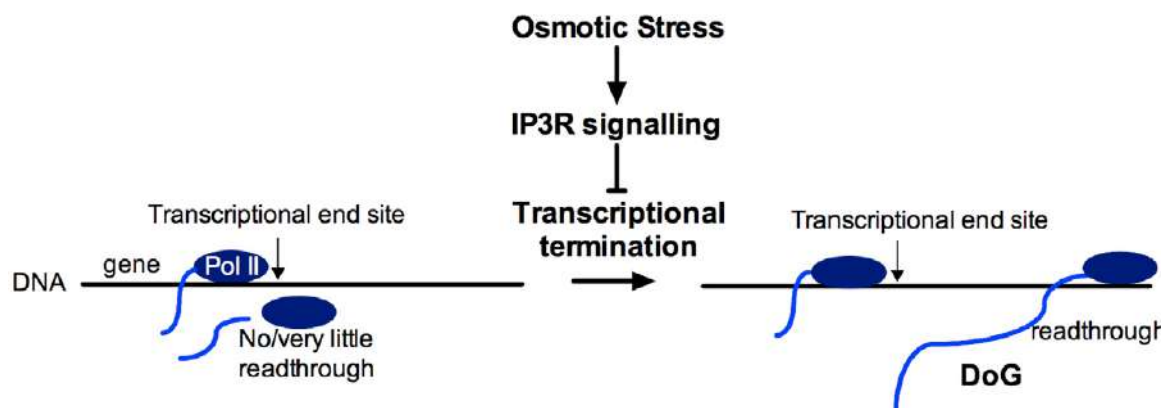 Osmotic Stress
IP3R signalling
Transcriptional
termination
Transcriptional end site
gene
Pol II
DNA
No/very little
readthrough
Transcriptional end site
readthrough
DoG